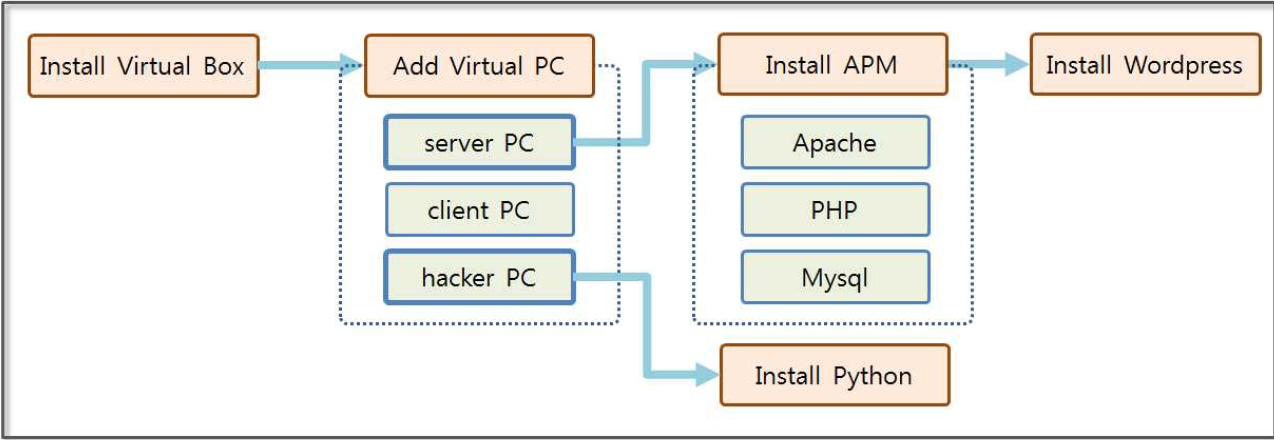 Install Virtual Box
Add Virtual PC
server PC
client PC
hacker PC
Install APM
Apache
PHP
Mysql
Install Wordpress
Install Python